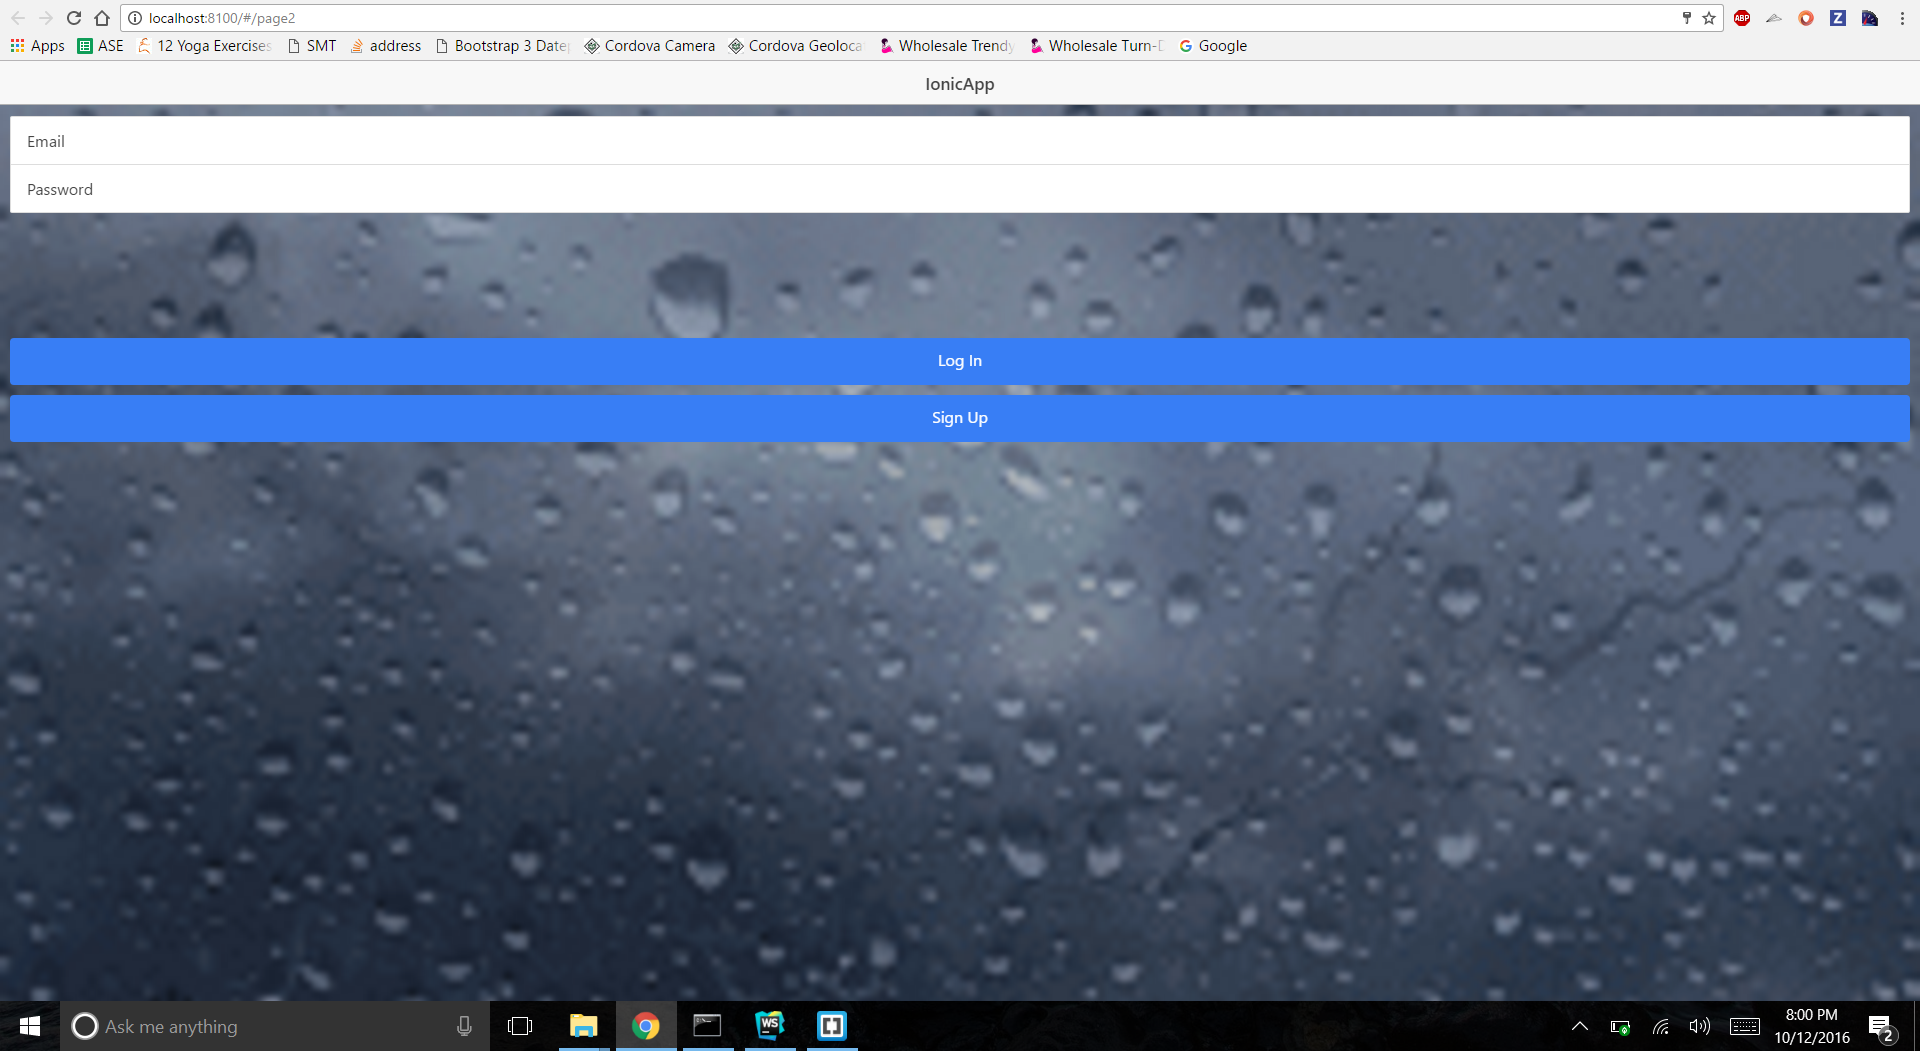 localhost:8100/#/page2
ABP
Z
Apps ASE 12 Yoga Exercises SMT address Bootstrap 3 Date Cordova Camera Cordova Geoloca Wholesale Trendy Wholesale Turn-D Google
IonicApp
Email
Password
Log In
Sign Up
Ask me anything
WS
8:00 PM
10/12/2016
2